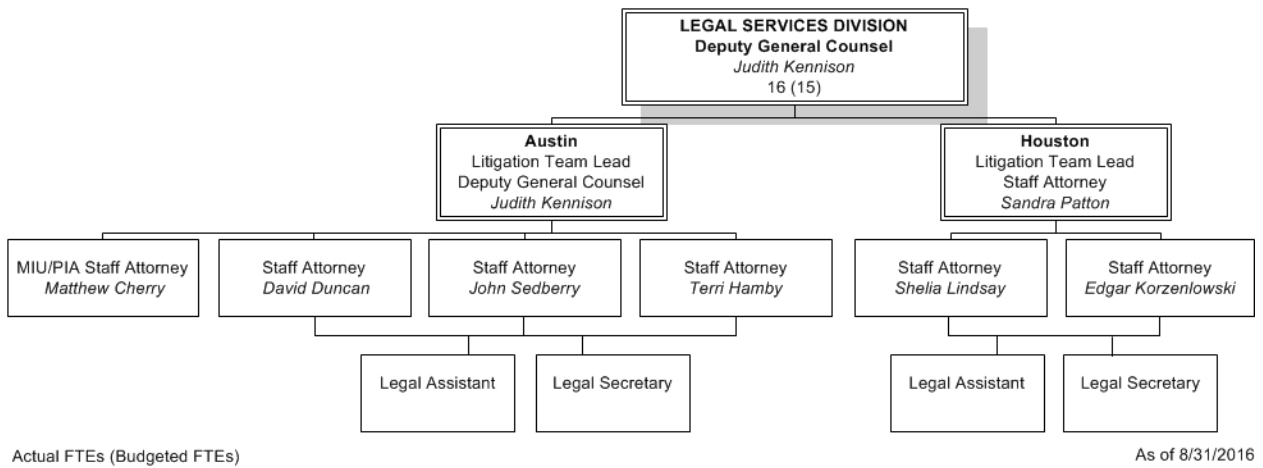 LEGAL SERVICES DIVISION
Deputy General Counsel
Judith Kennison
16 (15)
Austin
Litigation Team Lead
Deputy General Counsel
Judith Kennison
Houston
Litigation Team Lead
Staff Attorney
Sandra Patton
MIU/PIA Staff Attorney
Matthew Cherry
Staff Attorney
David Duncan
Staff Attorney
John Sedberry
Staff Attorney
Terri Hamby
Staff Attorney
Shelia Lindsay
Staff Attorney
Edgar Korzenlowski
Legal Assistant
Legal Secretary
Legal Assistant
Legal Secretary
Actual FTEs (Budgeted FTEs)
As of 8/31/2016